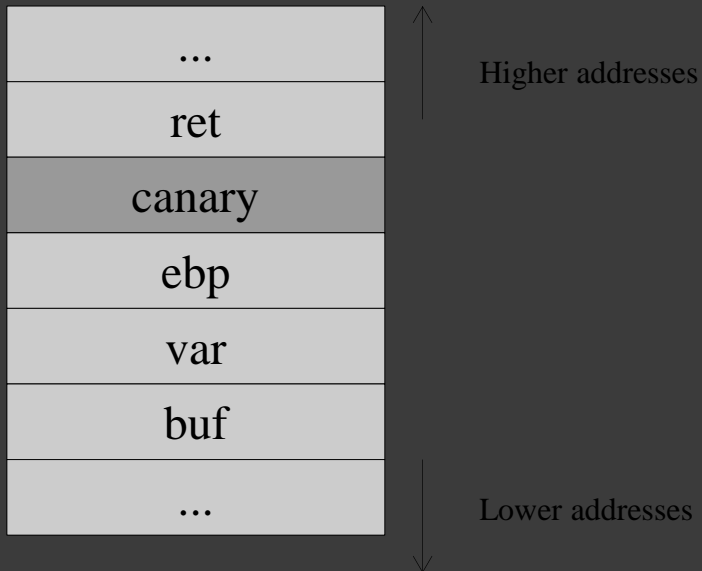 ...
Higher addresses
ret
canary
ebp
var
buf
...
Lower addresses